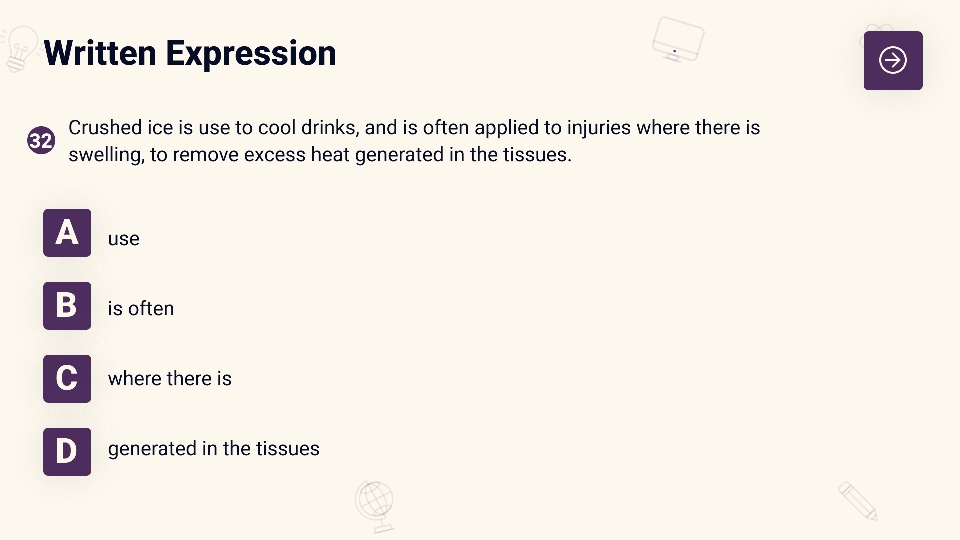 Written Expression
32
Crushed ice is use to cool drinks, and is often applied to injuries where there is
swelling, to remove excess heat generated in the tissues.
A
use
B
is often
C
where there is
D
generated in the tissues